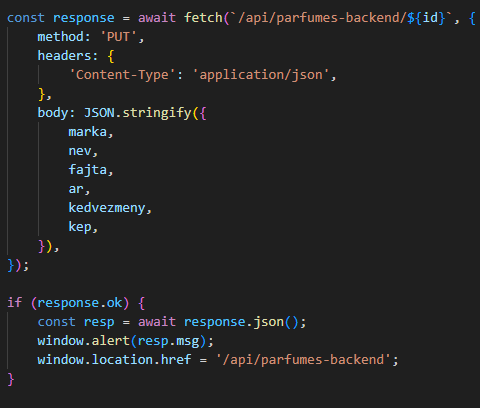 const response = await fetch(`/api/parfumes-backend/${id}`, {
    method: 'PUT',
    headers: {
        'Content-Type': 'application/json',
    },
    body: JSON.stringify({
        marka,
        nev,
        fajta,
        ar,
        kedvezmeny,
        kep,
    }),
});

if (response.ok) {
    const resp = await response.json();
    window.alert(resp.msg);
    window.location.href = '/api/parfumes-backend';
}